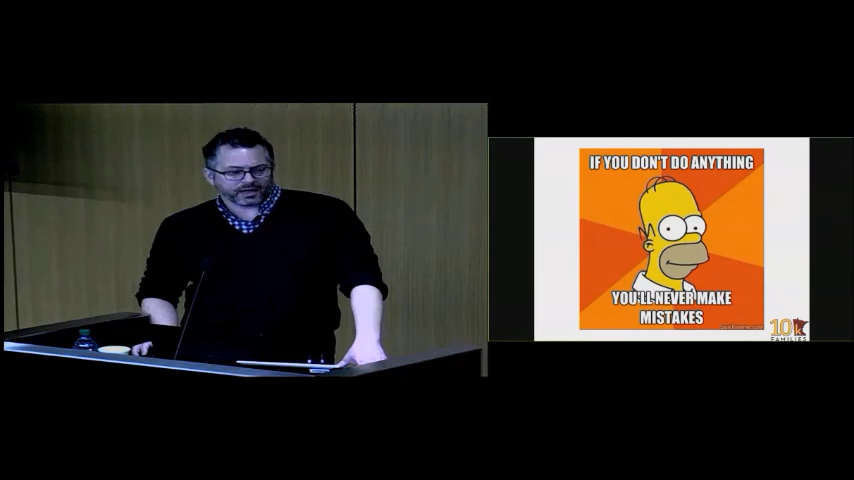 IF YOU DON'T DO ANYTHING
YOU'LL NEVER MAKE
MISTAKES
10K
FAMILIES